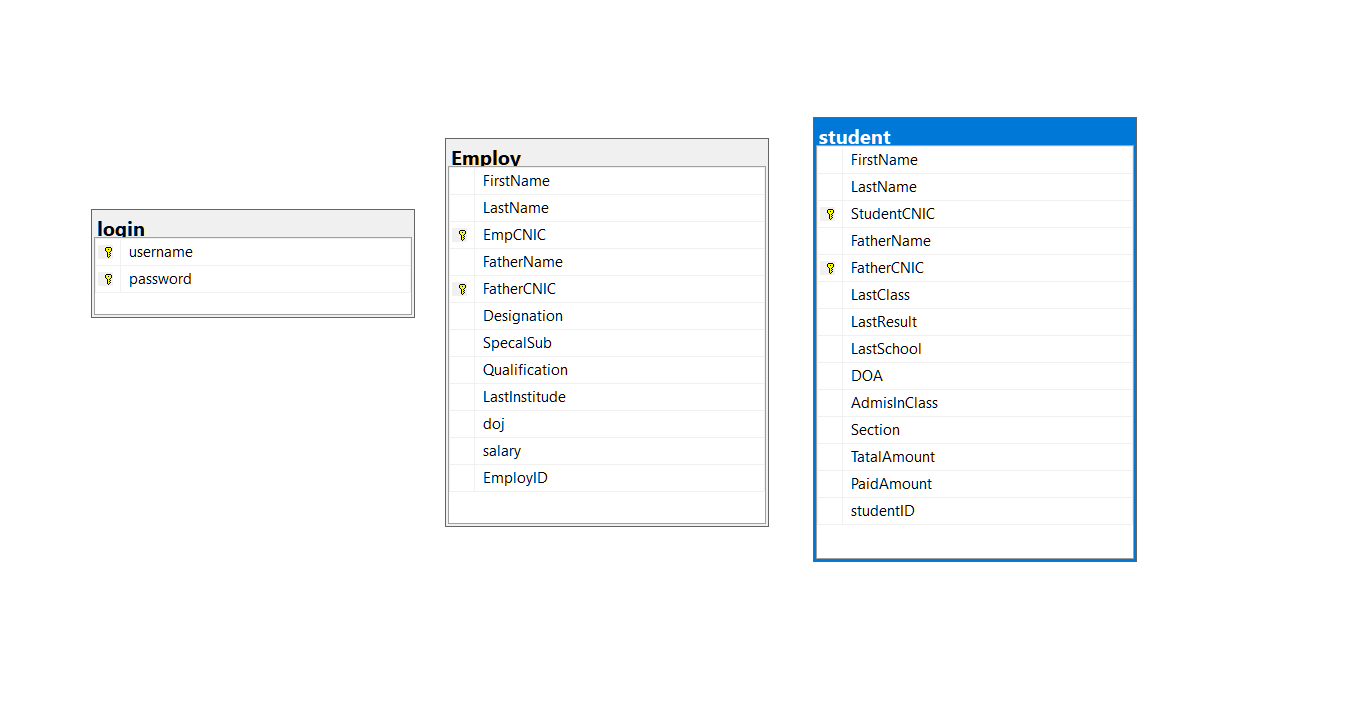 login
username
password
Employ
FirstName
LastName
EmpCNIC
FatherName
FatherCNIC
Designation
SpecalSub
Qualification
LastInstitude
doj
salary
EmployID
student
FirstName
LastName
StudentCNIC
FatherName
FatherCNIC
LastClass
LastResult
LastSchool
DOA
AdmisInClass
Section
TatalAmount
PaidAmount
studentID